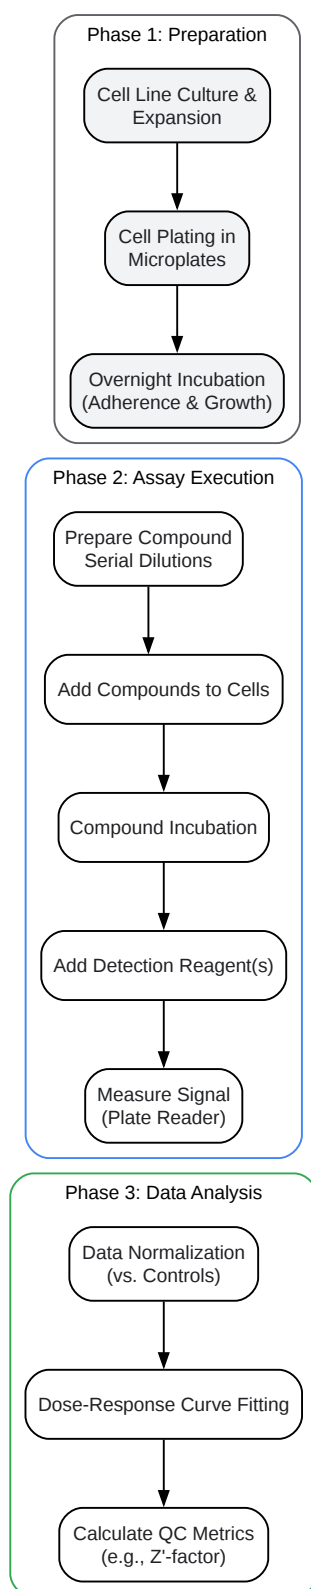 Phase 1: Preparation
Cell Line Culture &
Expansion
Cell Plating in
Microplates
Overnight Incubation
(Adherence & Growth)
Phase 2: Assay Execution
Prepare Compound
Serial Dilutions
Add Compounds to Cells
Compound Incubation
Add Detection Reagent(s)
Measure Signal
(Plate Reader)
Phase 3: Data Analysis
Data Normalization
(vs. Controls)
Dose-Response Curve Fitting
Calculate QC Metrics
(e.g., Z'-factor)